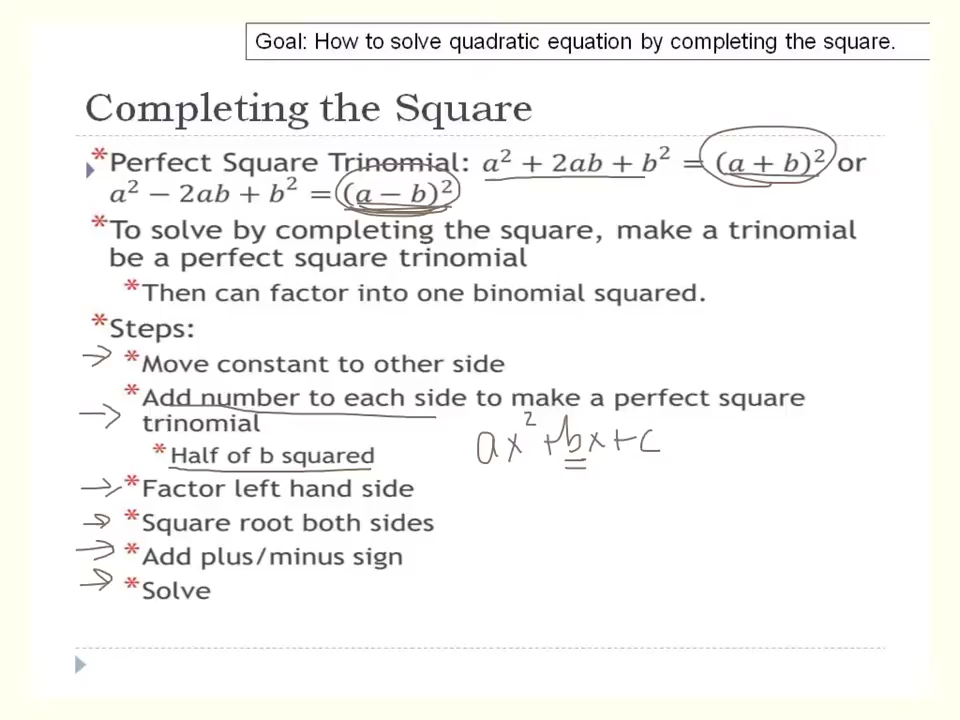 Goal: How to solve quadratic equation by completing the square.
Completing the Square
*Perfect Square Trinomial: a² + 2ab + b² = (a + b)² or
a² − 2ab + b² = (a − b)²
*To solve by completing the square, make a trinomial
be a perfect square trinomial
*Then can factor into one binomial squared.
*Steps:
→ *Move constant to other side
*Add number to each side to make a perfect square
→ trinomial
ax² + bx + c
*Half of b squared
→ *Factor left hand side
→ *Square root both sides
→ *Add plus/minus sign
→ *Solve